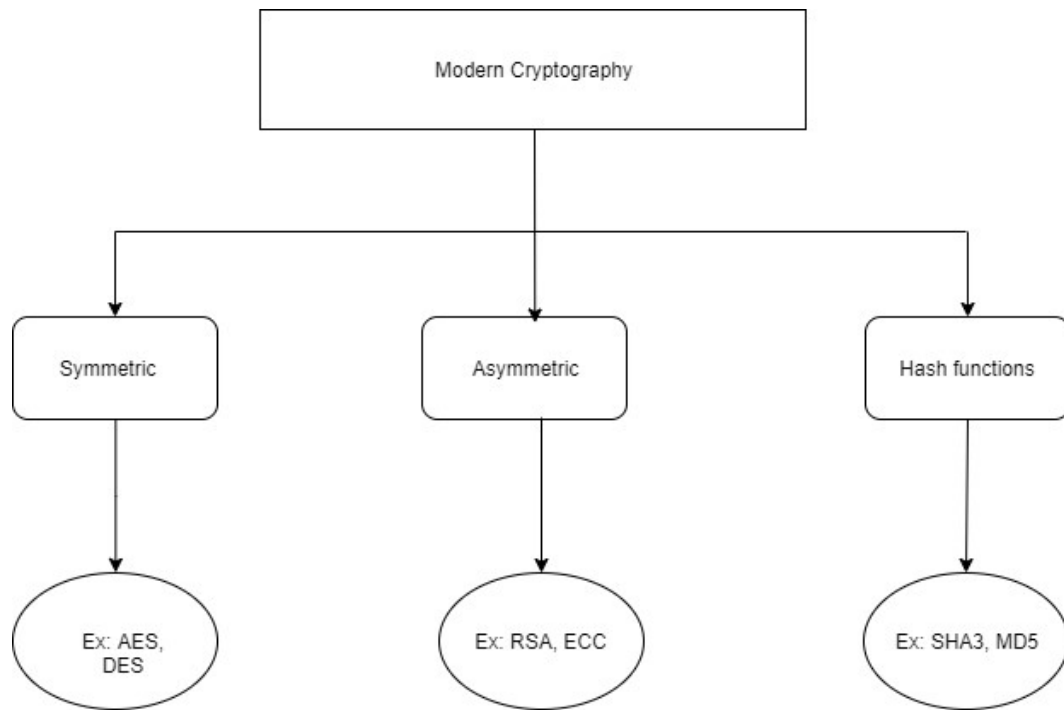 Modern Cryptography
Symmetric
Asymmetric
Hash functions
Ex: AES,
DES
Ex: RSA, ECC
Ex: SHA3, MD5